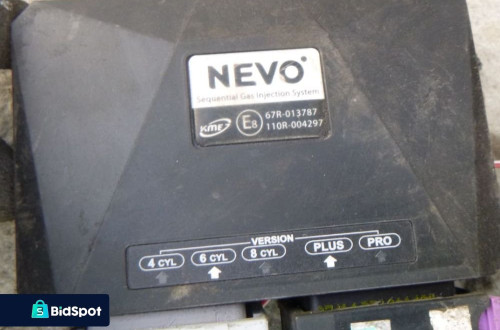 NEVO
Sequential Gas Injection System
KME E8 67R-013787
110R-004297
VERSION
4 CYL 6 CYL 8 CYL PLUS PRO
BidSpot